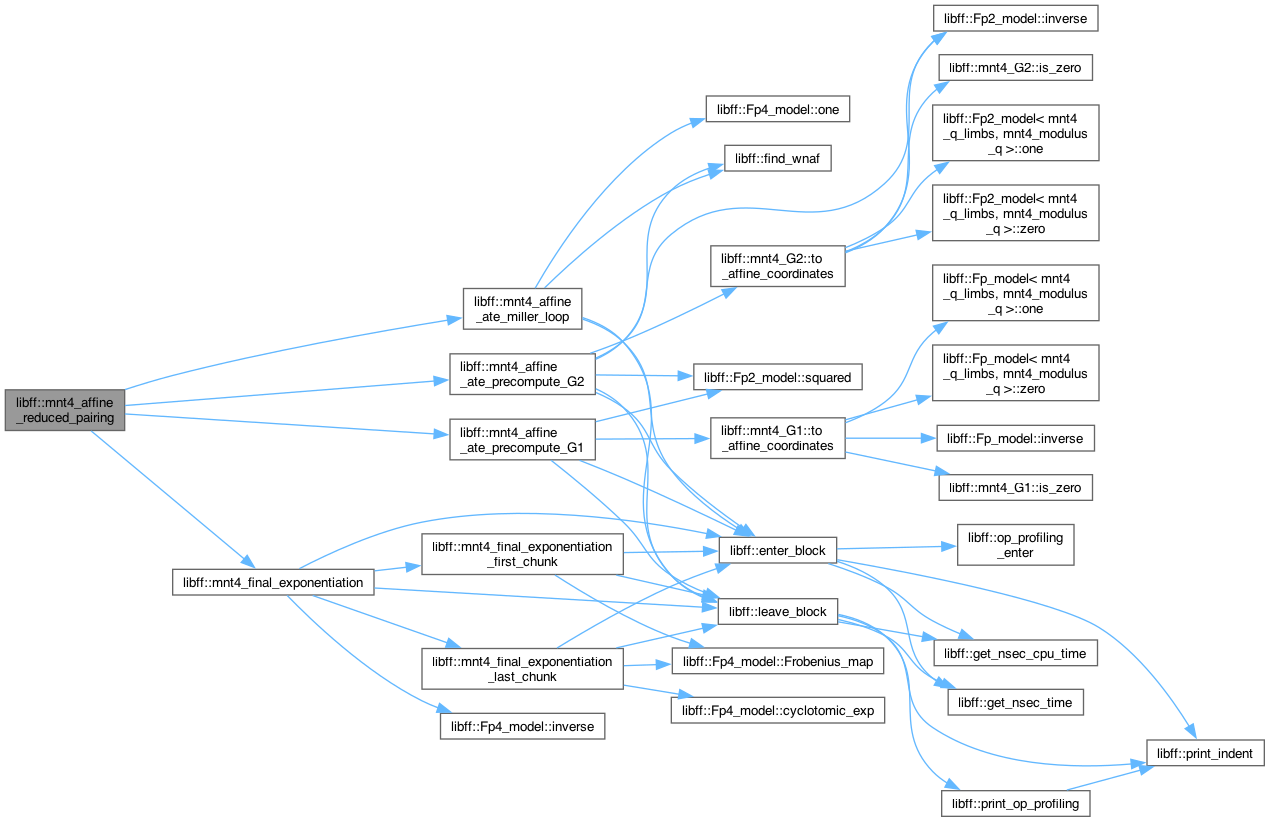 libff::mnt4_affine
_reduced_pairing
libff::mnt4_affine
_ate_miller_loop
libff::mnt4_affine
_ate_precompute_G2
libff::mnt4_affine
_ate_precompute_G1
libff::mnt4_final_exponentiation
libff::Fp4_model::one
libff::find_wnaf
libff::mnt4_G2::to
_affine_coordinates
libff::Fp2_model::squared
libff::mnt4_G1::to
_affine_coordinates
libff::mnt4_final_exponentiation
_first_chunk
libff::mnt4_final_exponentiation
_last_chunk
libff::Fp4_model::inverse
libff::enter_block
libff::leave_block
libff::Fp4_model::Frobenius_map
libff::Fp4_model::cyclotomic_exp
libff::Fp2_model::inverse
libff::mnt4_G2::is_zero
libff::Fp2_model< mnt4
_q_limbs, mnt4_modulus
_q >::one
libff::Fp2_model< mnt4
_q_limbs, mnt4_modulus
_q >::zero
libff::Fp_model< mnt4
_q_limbs, mnt4_modulus
_q >::one
libff::Fp_model< mnt4
_q_limbs, mnt4_modulus
_q >::zero
libff::Fp_model::inverse
libff::mnt4_G1::is_zero
libff::op_profiling
_enter
libff::get_nsec_cpu_time
libff::get_nsec_time
libff::print_indent
libff::print_op_profiling